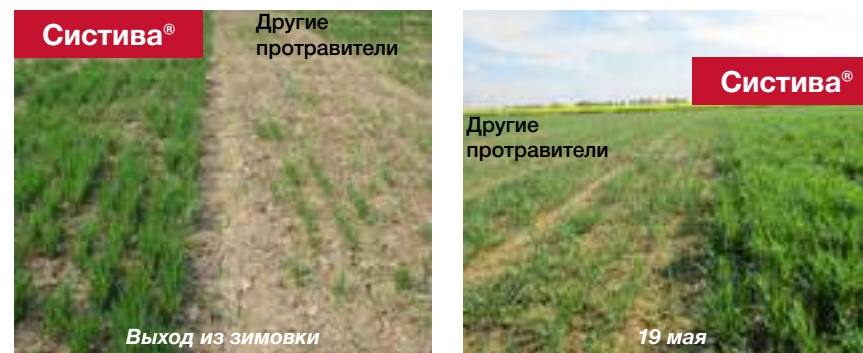 Систива®
Другие
протравители
Выход из зимовки
Систива®
Другие
протравители
19 мая